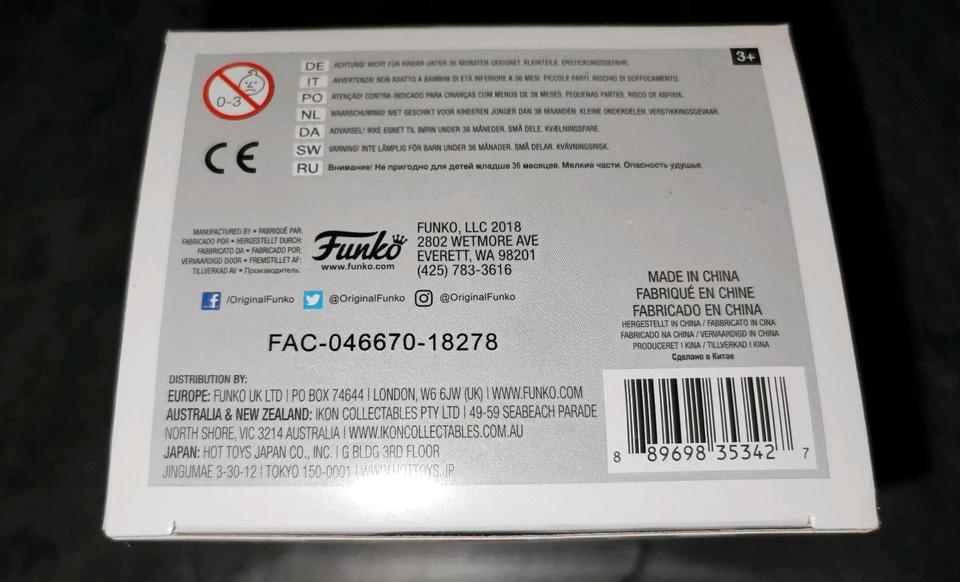 0-3
3+
DE ACHTUNG! NICHT FÜR KINDER UNTER 36 MONATEN GEEIGNET. KLEINTEILE. ERSTICKUNGSGEFAHR.
IT AVVERTENZA! NON ADATTO A BAMBINI DI ETÀ INFERIORE A 36 MESI. PICCOLE PARTI. RISCHIO DI SOFFOCAMENTO.
PO ATENÇÃO! CONTRA-INDICADO PARA CRIANÇAS COM MENOS DE 36 MESES. PEQUENAS PARTES. RISCO DE ASFIXIA.
NL WAARSCHUWING! NIET GESCHIKT VOOR KINDEREN JONGER DAN 36 MAANDEN. KLEINE ONDERDELEN. VERSTIKKINGSGEVAAR.
DA ADVARSEL! IKKE EGNET TIL BØRN UNDER 36 MÅNEDER. SMÅ DELE. KVÆLNINGSFARE.
SW VARNING! INTE LÄMPLIG FÖR BARN UNDER 36 MÅNADER. SMÅ DELAR. KVÄVNINGSRISK.
RU Внимание! Не пригодно для детей младше 36 месяцев. Мелкие части. Опасность удушья.
CE
MANUFACTURED BY • FABRIQUÉ PAR:
FABRICADO POR • HERGESTELLT DURCH:
FABBRICATO DA • FABRICADO POR:
VERVAARDIGD DOOR • FREMSTILLET AF:
TILLVERKAD AV • Производитель:
Funko
www.funko.com
FUNKO, LLC 2018
2802 WETMORE AVE
EVERETT, WA 98201
(425) 783-3616
/OriginalFunko @OriginalFunko @OriginalFunko
FAC-046670-18278
MADE IN CHINA
FABRIQUÉ EN CHINE
FABRICADO EN CHINA
HERGESTELLT IN CHINA / FABBRICATO IN CINA
FABRICADO NA CHINA / VERVAARDIGD IN CHINA
PRODUCERET I KINA / TILLVERKAD I KINA
Сделано в Китае
DISTRIBUTION BY:
EUROPE: FUNKO UK LTD | PO BOX 74644 | LONDON, W6 6JW (UK) | WWW.FUNKO.COM
AUSTRALIA & NEW ZEALAND: IKON COLLECTABLES PTY LTD | 49-59 SEABEACH PARADE
NORTH SHORE, VIC 3214 AUSTRALIA | WWW.IKONCOLLECTABLES.COM.AU
JAPAN: HOT TOYS JAPAN CO., INC. | G BLDG 3RD FLOOR
JINGUMAE 3-30-12 | TOKYO 150-0001 | WWW.HOTTOYS.JP
8 89698 35342 7